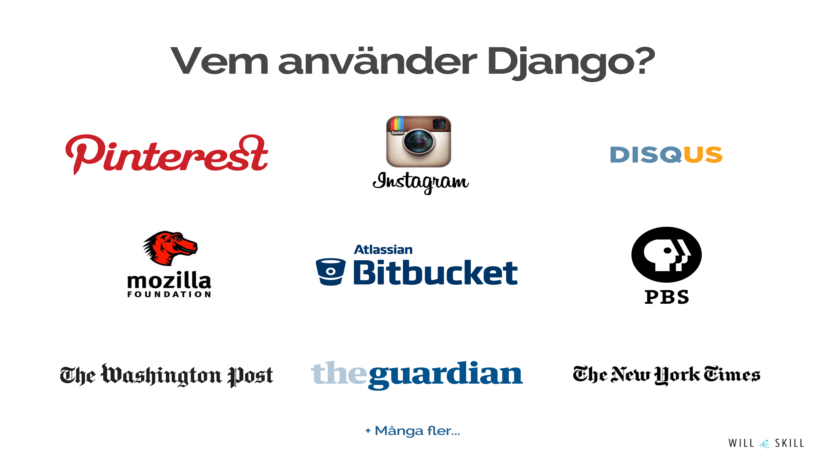 Vem använder Django?
Pinterest
Instagram
DISQUS
mozilla
FOUNDATION
Atlassian
Bitbucket
PBS
The Washington Post
theguardian
The New York Times
+ Många fler...
WILL & SKILL